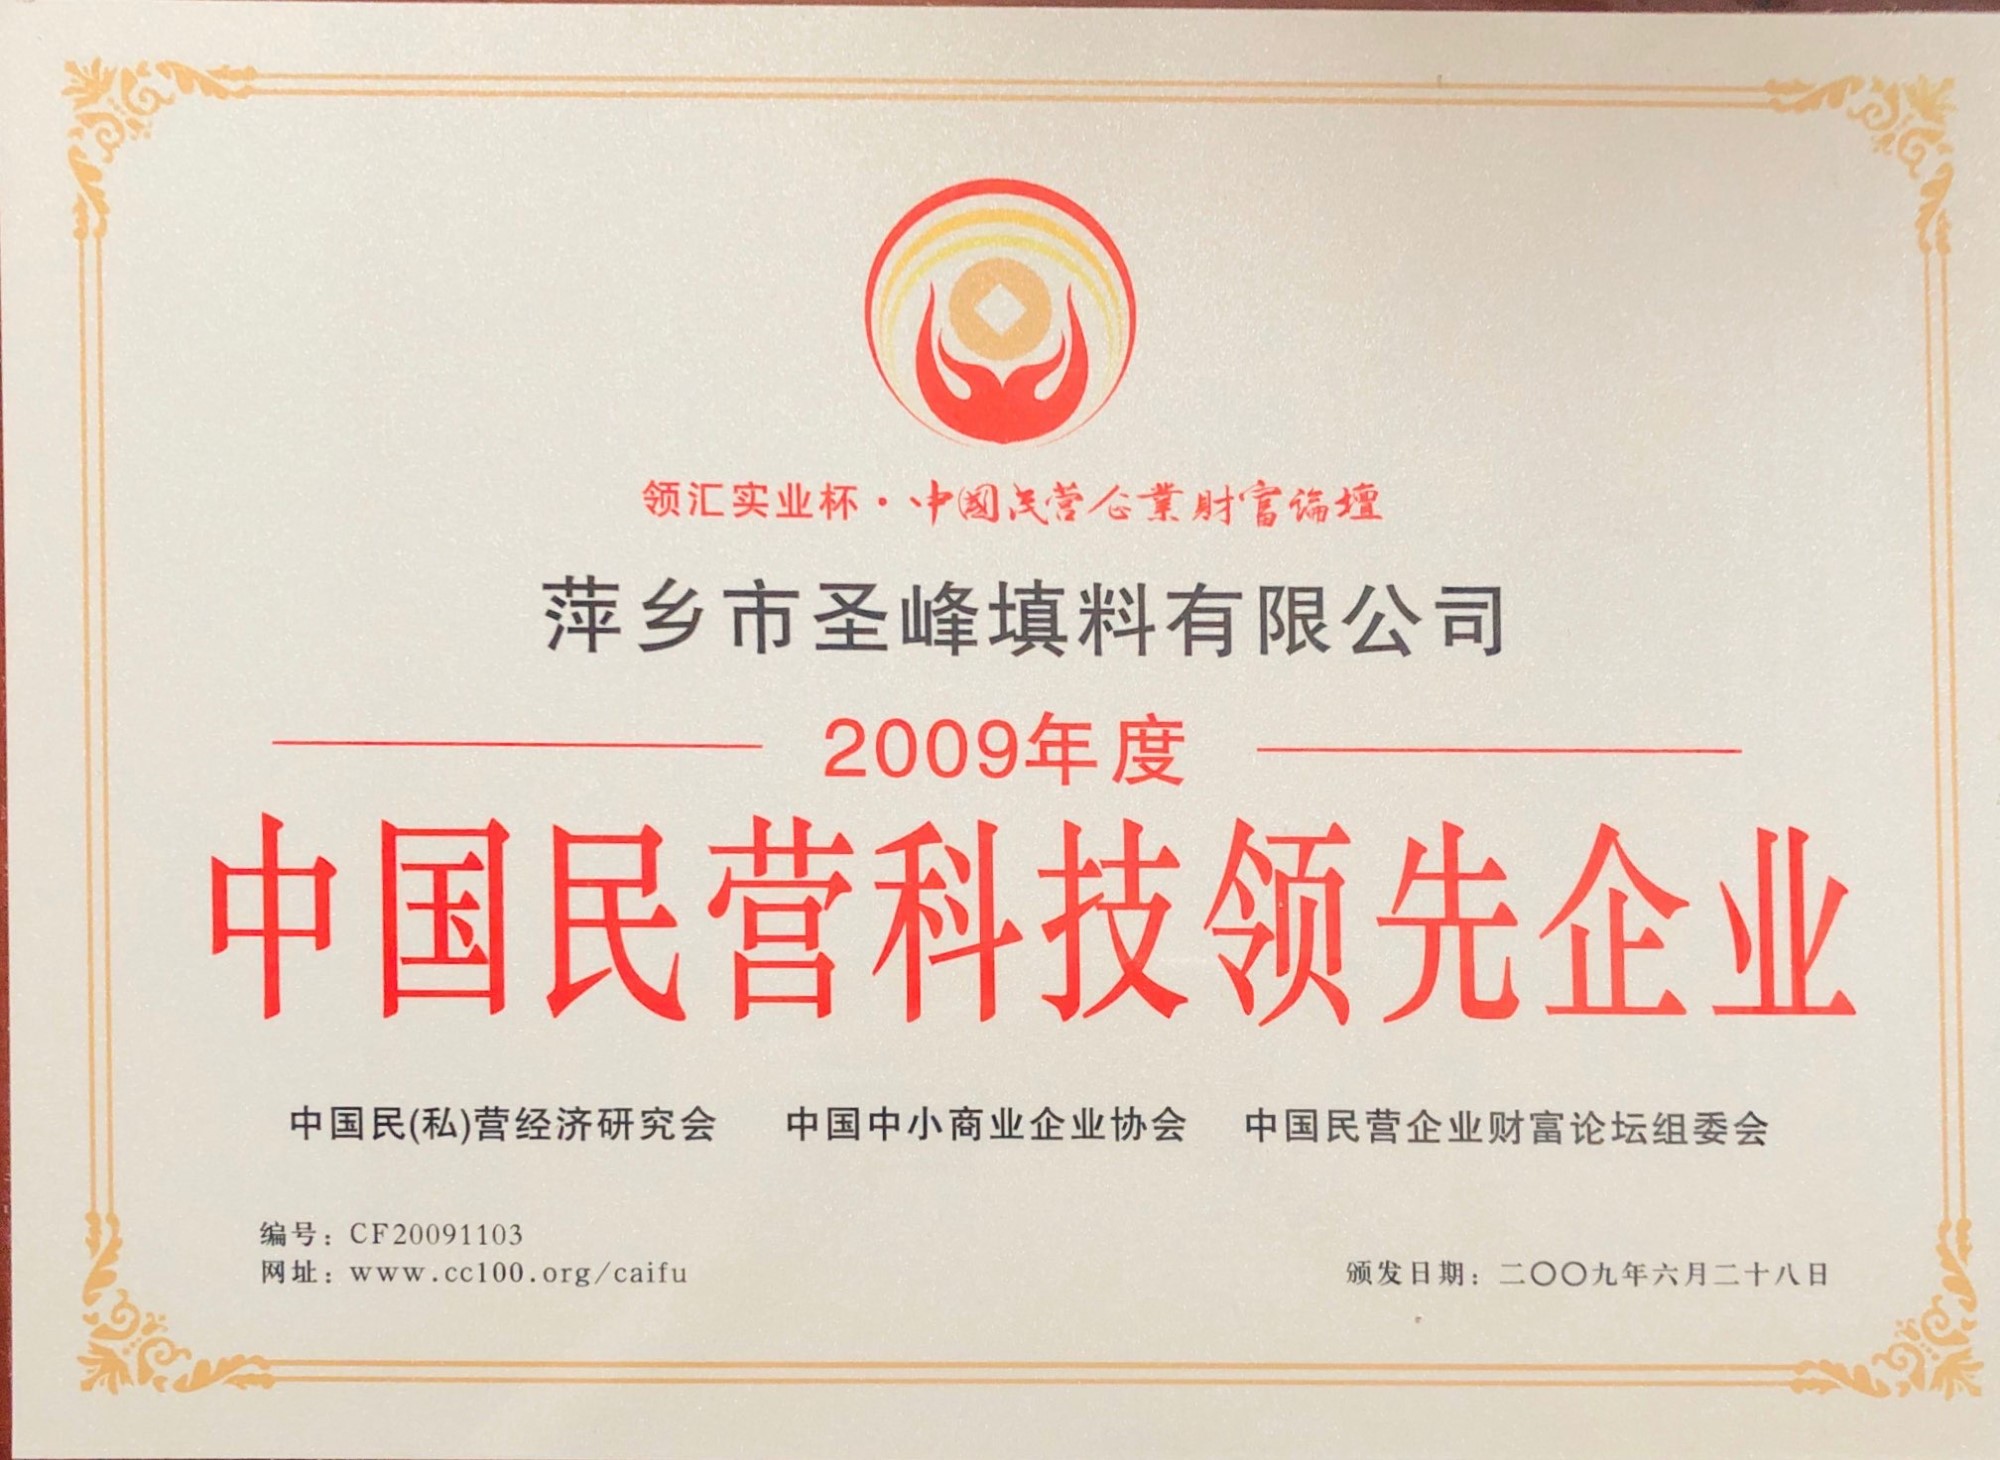 领汇实业杯·中國民营企業财富論壇
萍乡市圣峰填料有限公司
2009年度
中国民营科技领先企业
中国民(私)营经济研究会 中国中小商业企业协会 中国民营企业财富论坛组委会
编号：CF20091103
网址：www.cc100.org/caifu
颁发日期：二〇〇九年六月二十八日